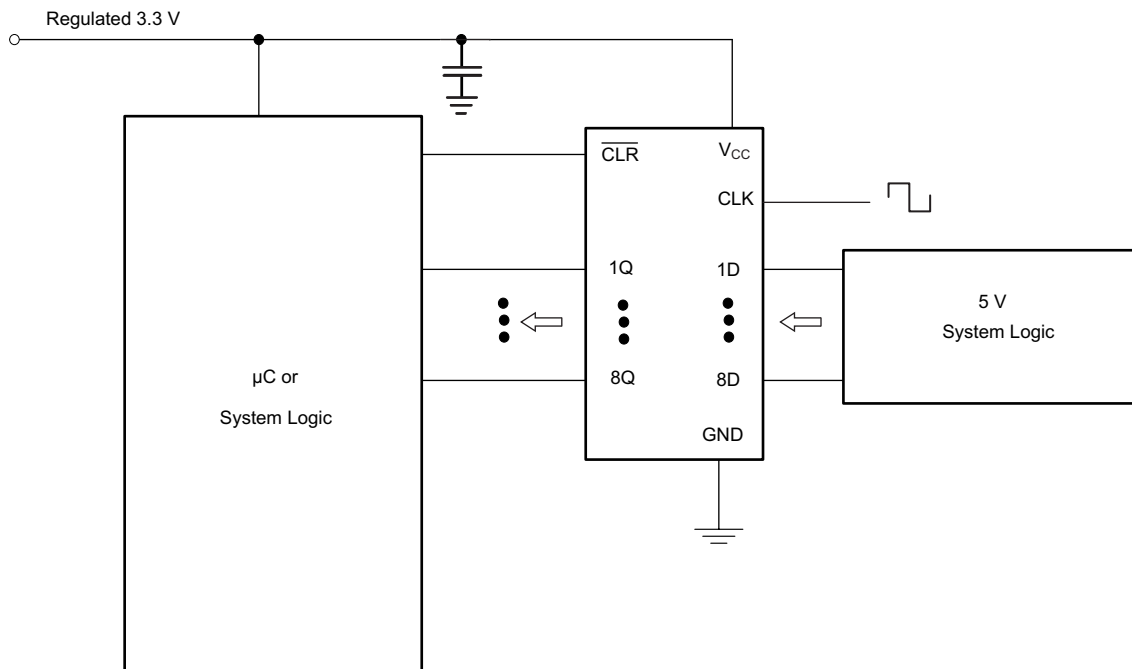 Regulated 3.3 V
CLR
VCC
CLK
1Q
1D
5 V
System Logic
µC or
System Logic
8Q
8D
GND